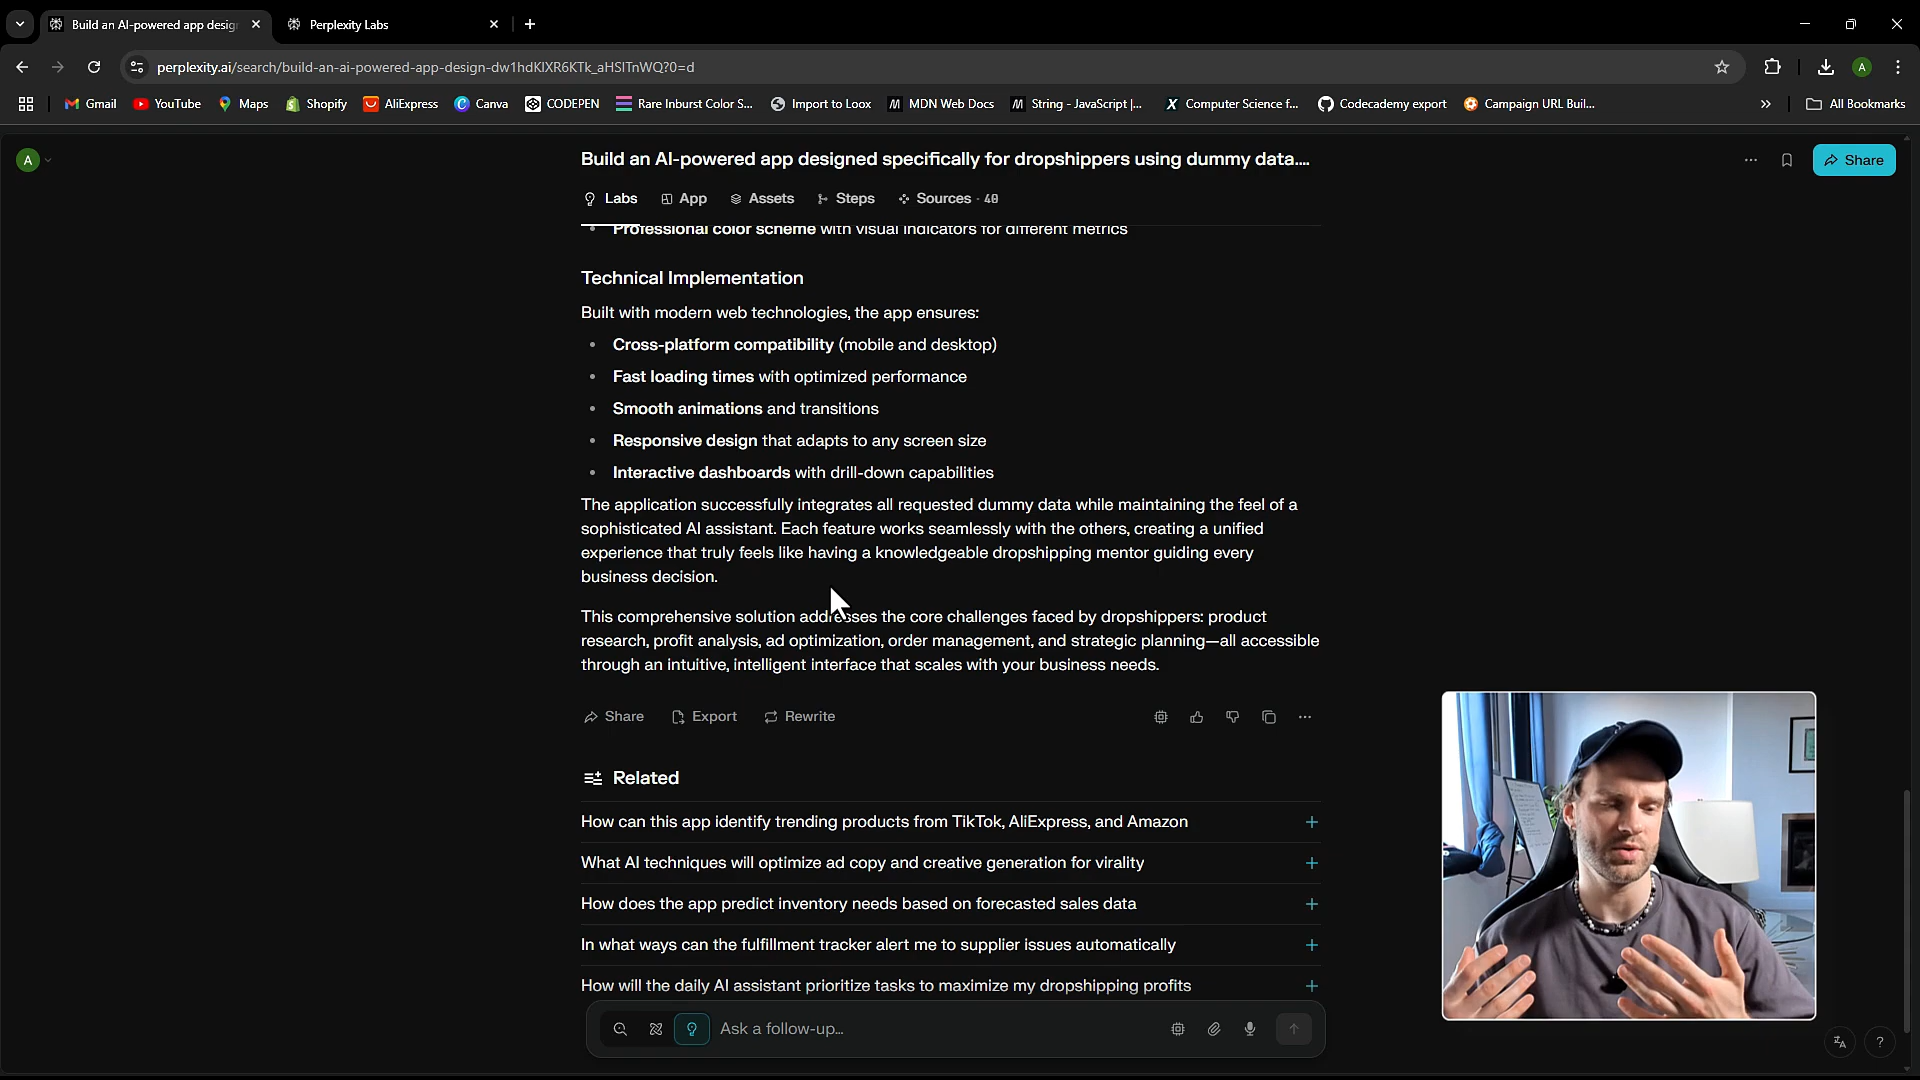 Build an AI-powered app desig
Perplexity Labs
perplexity.ai/search/build-an-ai-powered-app-design-dw1hdKlXR6KTk_aHSlTnWQ?0=d
A
Gmail
YouTube
Maps
Shopify
AliExpress
Canva
CODEPEN
Rare Inburst Color S...
Import to Loox
MDN Web Docs
String - JavaScript |...
Computer Science f...
Codecademy export
Campaign URL Buil...
»
All Bookmarks
A
Build an AI-powered app designed specifically for dropshippers using dummy data....
Share
Labs
App
Assets
Steps
Sources · 40
• Professional color scheme with visual indicators for different metrics
Technical Implementation
Built with modern web technologies, the app ensures:
• Cross-platform compatibility (mobile and desktop)
• Fast loading times with optimized performance
• Smooth animations and transitions
• Responsive design that adapts to any screen size
• Interactive dashboards with drill-down capabilities
The application successfully integrates all requested dummy data while maintaining the feel of a
sophisticated AI assistant. Each feature works seamlessly with the others, creating a unified
experience that truly feels like having a knowledgeable dropshipping mentor guiding every
business decision.
This comprehensive solution addresses the core challenges faced by dropshippers: product
research, profit analysis, ad optimization, order management, and strategic planning—all accessible
through an intuitive, intelligent interface that scales with your business needs.
Share
Export
Rewrite
Related
How can this app identify trending products from TikTok, AliExpress, and Amazon
What AI techniques will optimize ad copy and creative generation for virality
How does the app predict inventory needs based on forecasted sales data
In what ways can the fulfillment tracker alert me to supplier issues automatically
How will the daily AI assistant prioritize tasks to maximize my dropshipping profits
Ask a follow-up...
?